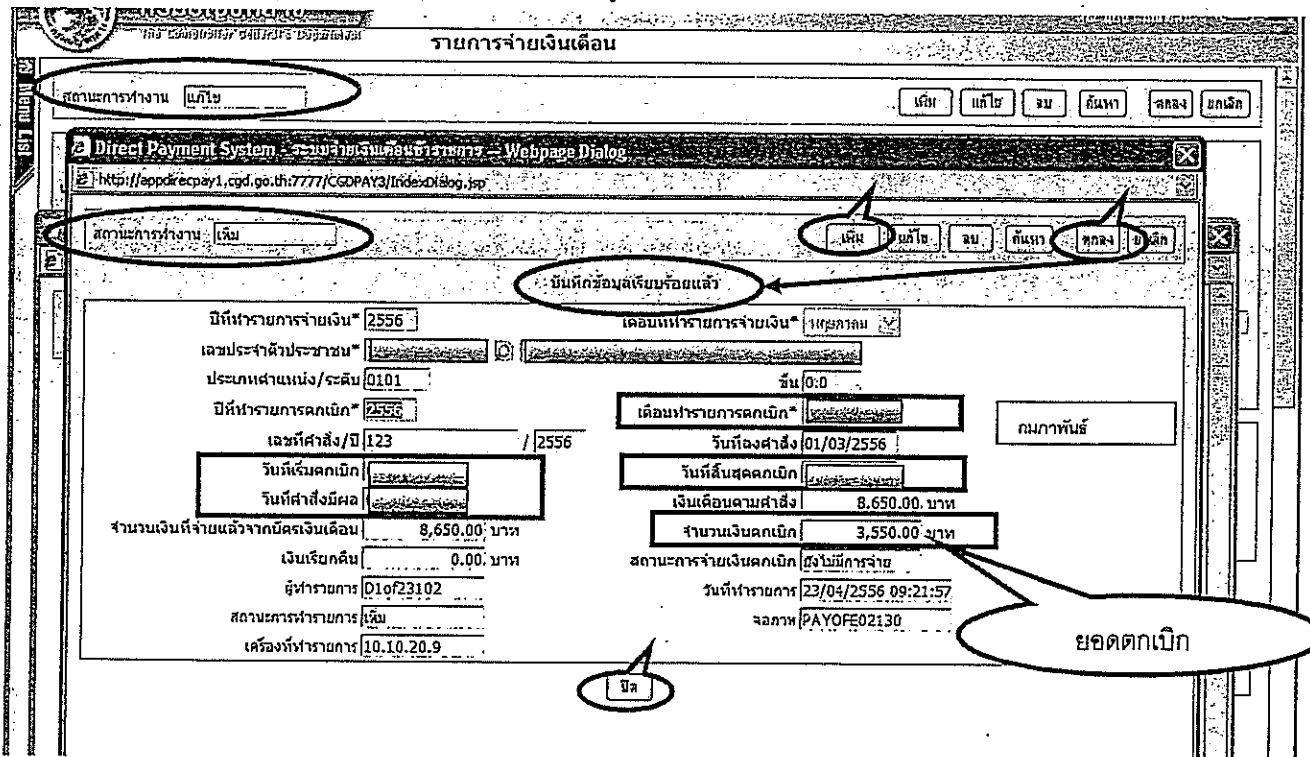 รายการจ่ายเงินเดือน
สถานะการทำงาน แก้ไข
เพิ่ม แก้ไข ลบ ค้นหา ตกลง ยกเลิก
Direct Payment System - ระบบจ่ายเงินเดือนข้าราชการ -- Webpage Dialog
http://appdirecpay1.cgd.go.th:7777/CGDPAY3/IndexDialog.jsp
สถานะการทำงาน เพิ่ม
เพิ่ม แก้ไข ลบ ค้นหา ตกลง ยกเลิก
บันทึกข้อมูลเรียบร้อยแล้ว
ปีที่ทำรายการจ่ายเงิน* 2556 เดือนที่ทำรายการจ่ายเงิน* พฤษภาคม
เลขประจำตัวประชาชน*
ประเภทตำแหน่ง/ระดับ 0101 ขั้น 0:0
ปีที่ทำรายการตกเบิก* 2556 เดือนทำรายการตกเบิก* กุมภาพันธ์
เลขที่คำสั่ง/ปี 123 / 2556 วันที่ลงคำสั่ง 01/03/2556
วันที่เริ่มตกเบิก วันที่สิ้นสุดตกเบิก
วันที่คำสั่งมีผล เงินเดือนตามคำสั่ง 8,650.00 บาท
จำนวนเงินที่จ่ายแล้วจากบัตรเงินเดือน 8,650.00 บาท จำนวนเงินตกเบิก 3,550.00 บาท
เงินเรียกคืน 0.00 บาท สถานะการจ่ายเงินตกเบิก ยังไม่มีการจ่าย
ผู้ทำรายการ D1of23102 วันที่ทำรายการ 23/04/2556 09:21:57
สถานะการทำรายการ เพิ่ม จอภาพ PAYOFE02130
เครื่องที่ทำรายการ 10.10.20.9
ยอดตกเบิก
ปิด